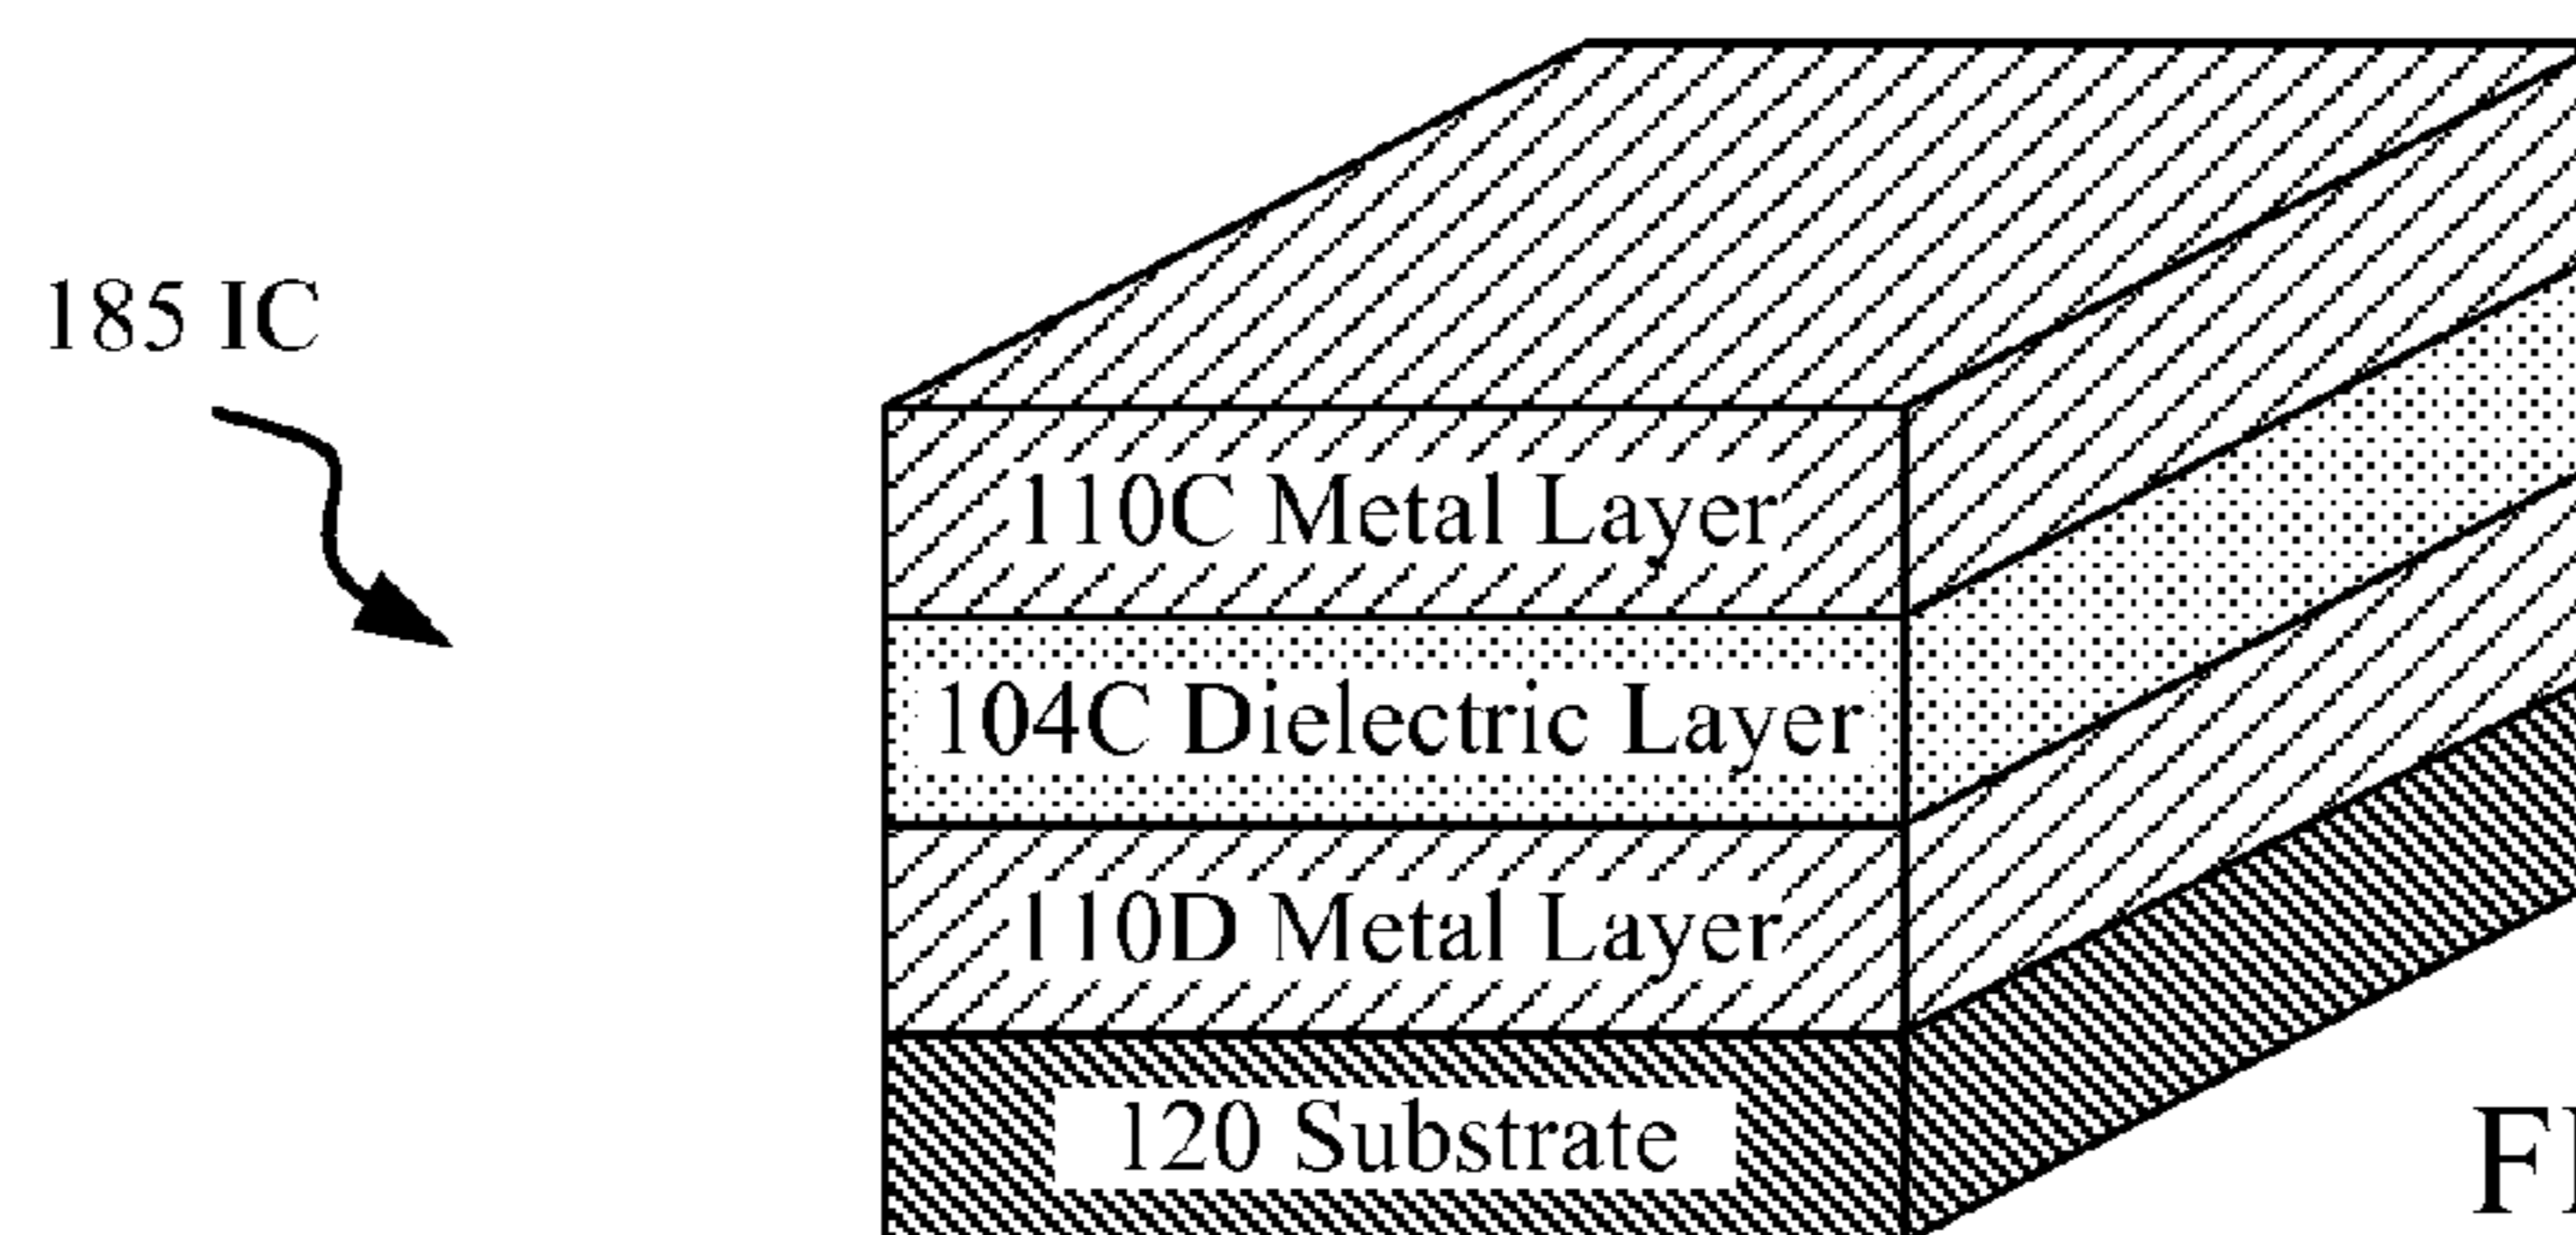 185 IC
110C Metal Layer
104C Dielectric Layer
110D Metal Layer
120 Substrate